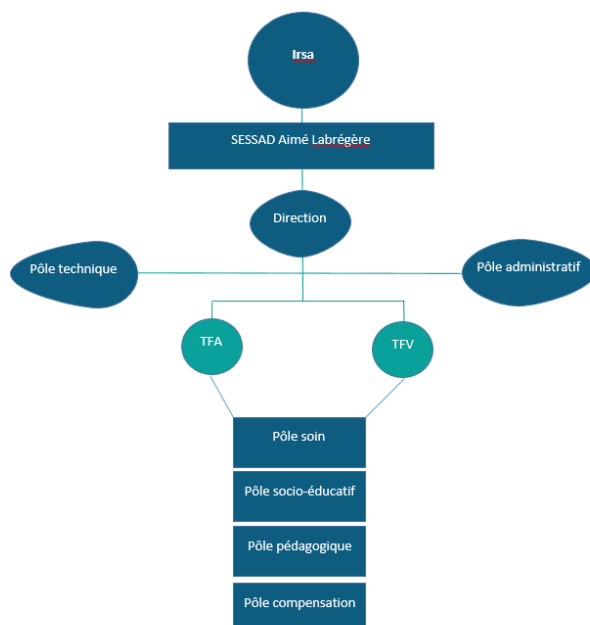 Irsa
SESSAD Aimé Labrégère
Direction
Pôle technique
Pôle administratif
TFA
TFV
Pôle soin
Pôle socio-éducatif
Pôle pédagogique
Pôle compensation